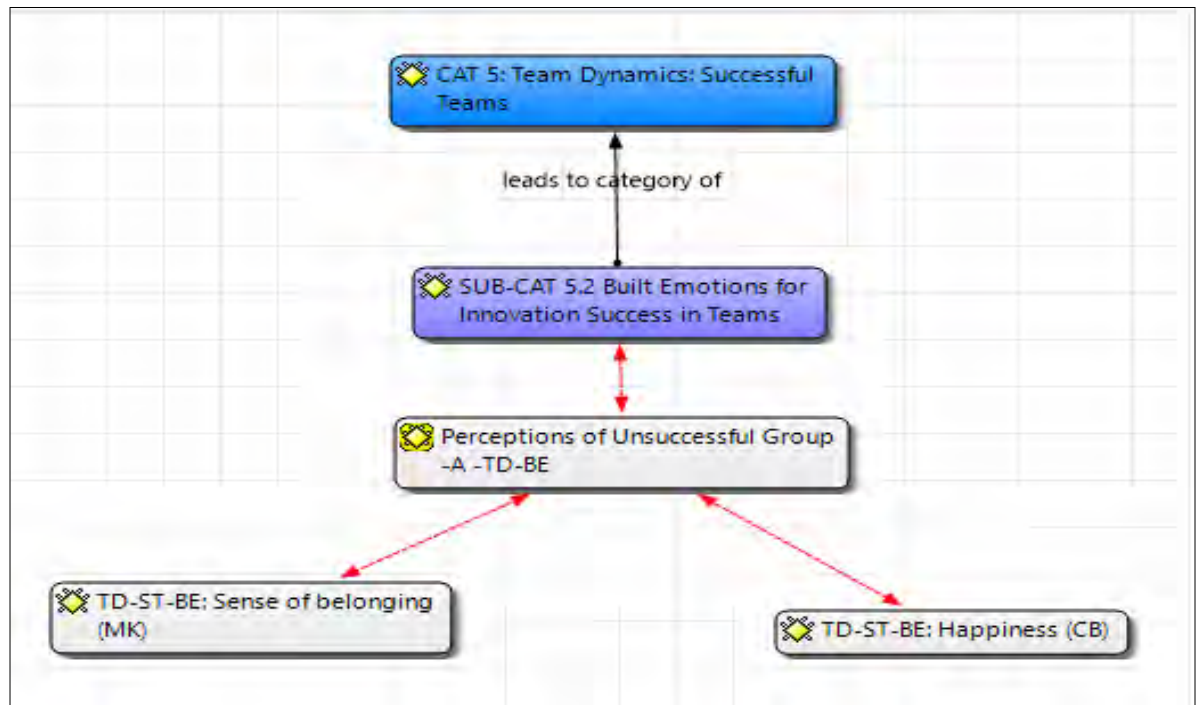 CAT 5: Team Dynamics: Successful
Teams
leads to category of
SUB-CAT 5.2 Built Emotions for
Innovation Success in Teams
Perceptions of Unsuccessful Group
-A -TD-BE
TD-ST-BE: Sense of belonging
(MK)
TD-ST-BE: Happiness (CB)